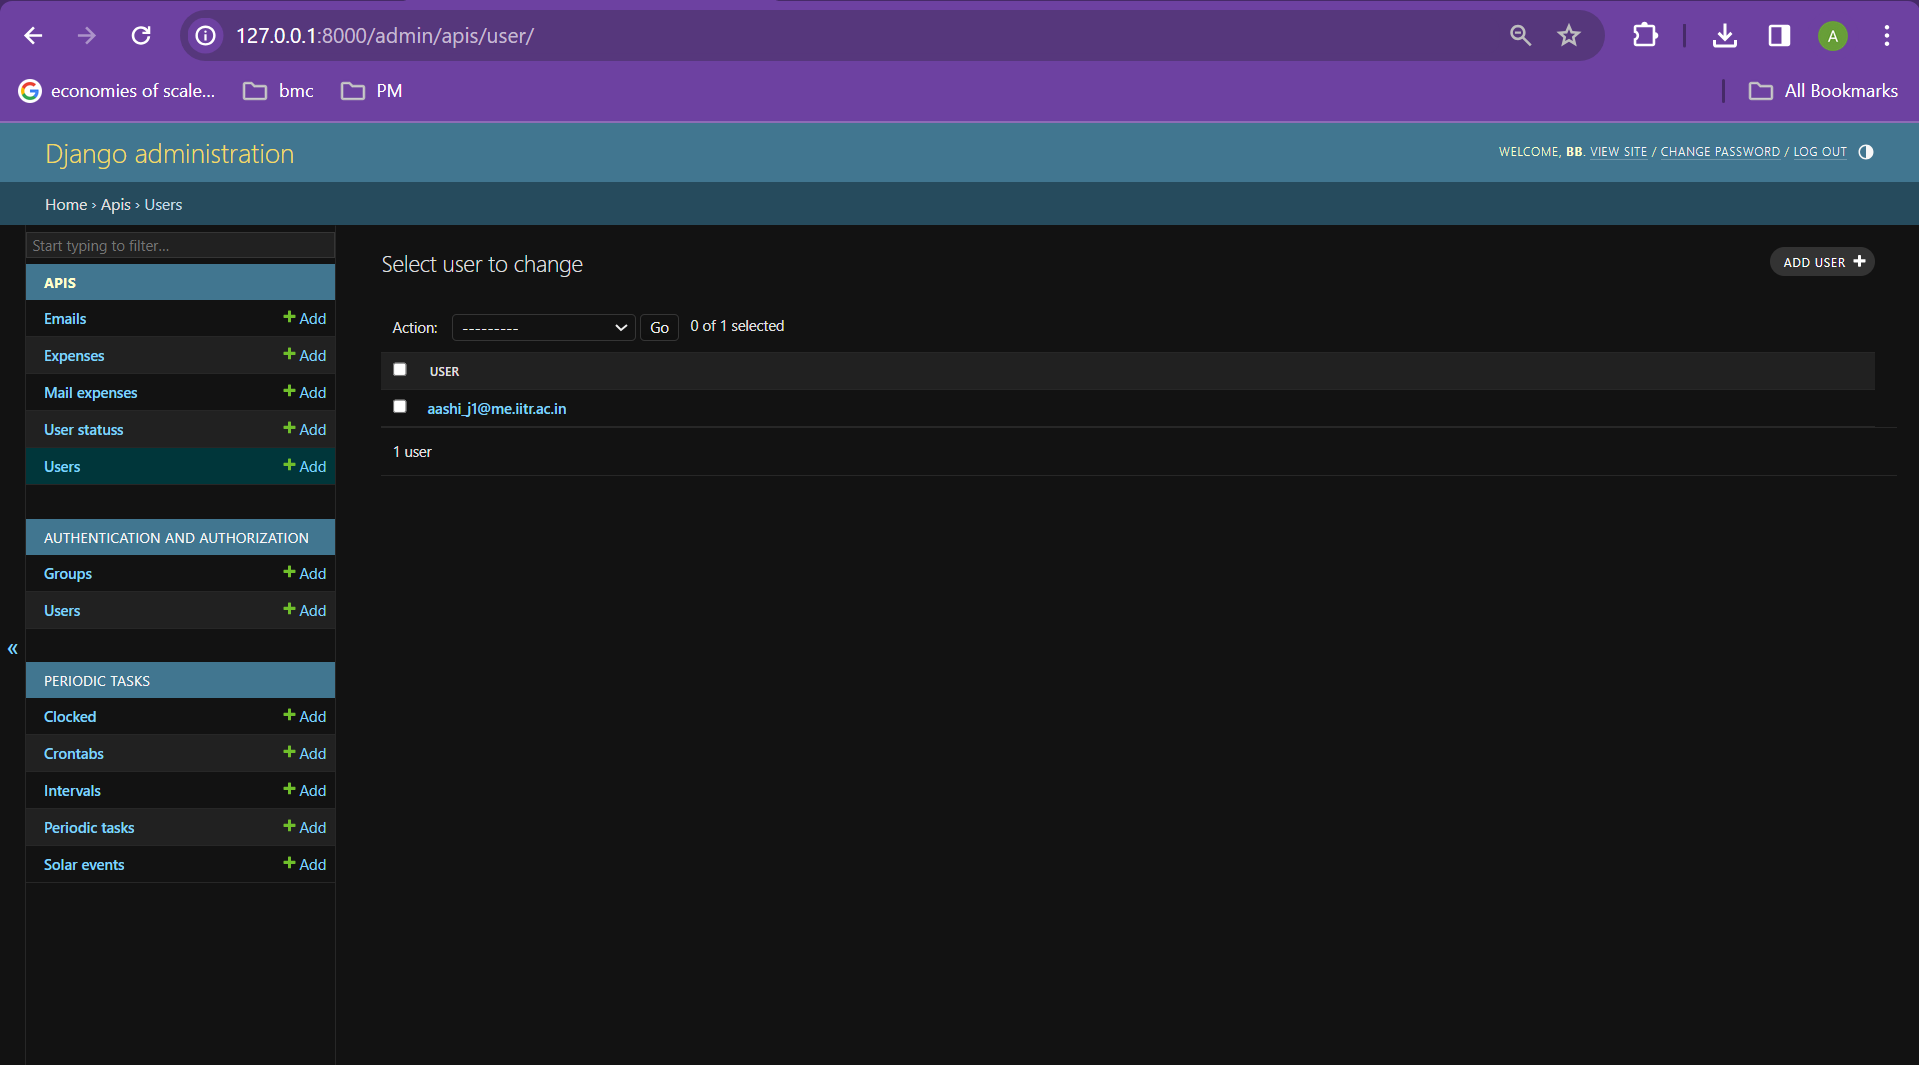 127.0.0.1:8000/admin/apis/user/
A
economies of scale...
bmc
PM
All Bookmarks
Django administration
WELCOME, BB. VIEW SITE / CHANGE PASSWORD / LOG OUT
Home › Apis › Users
Start typing to filter...
APIS
Emails + Add
Expenses + Add
Mail expenses + Add
User statuss + Add
Users + Add
AUTHENTICATION AND AUTHORIZATION
Groups + Add
Users + Add
«
PERIODIC TASKS
Clocked + Add
Crontabs + Add
Intervals + Add
Periodic tasks + Add
Solar events + Add
Select user to change
ADD USER +
Action: --------- Go 0 of 1 selected
USER
aashi_j1@me.iitr.ac.in
1 user